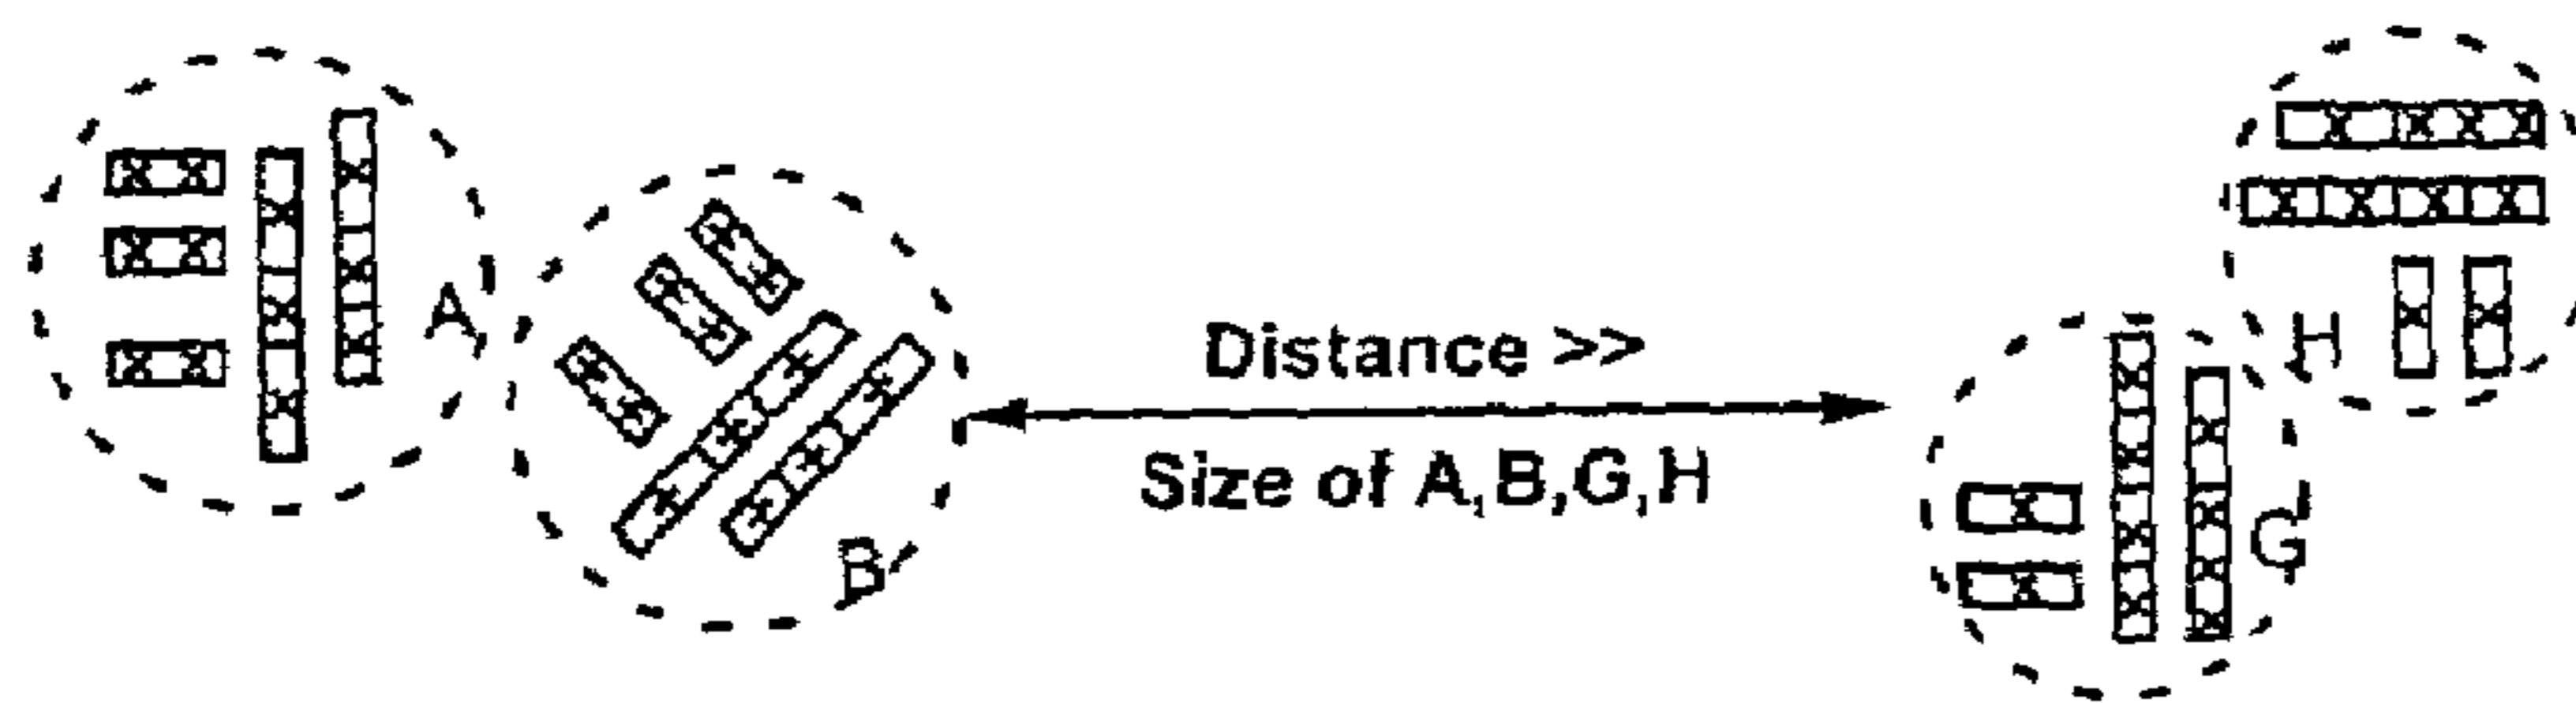 A
B
Distance >>
Size of A,B,G,H
H
G